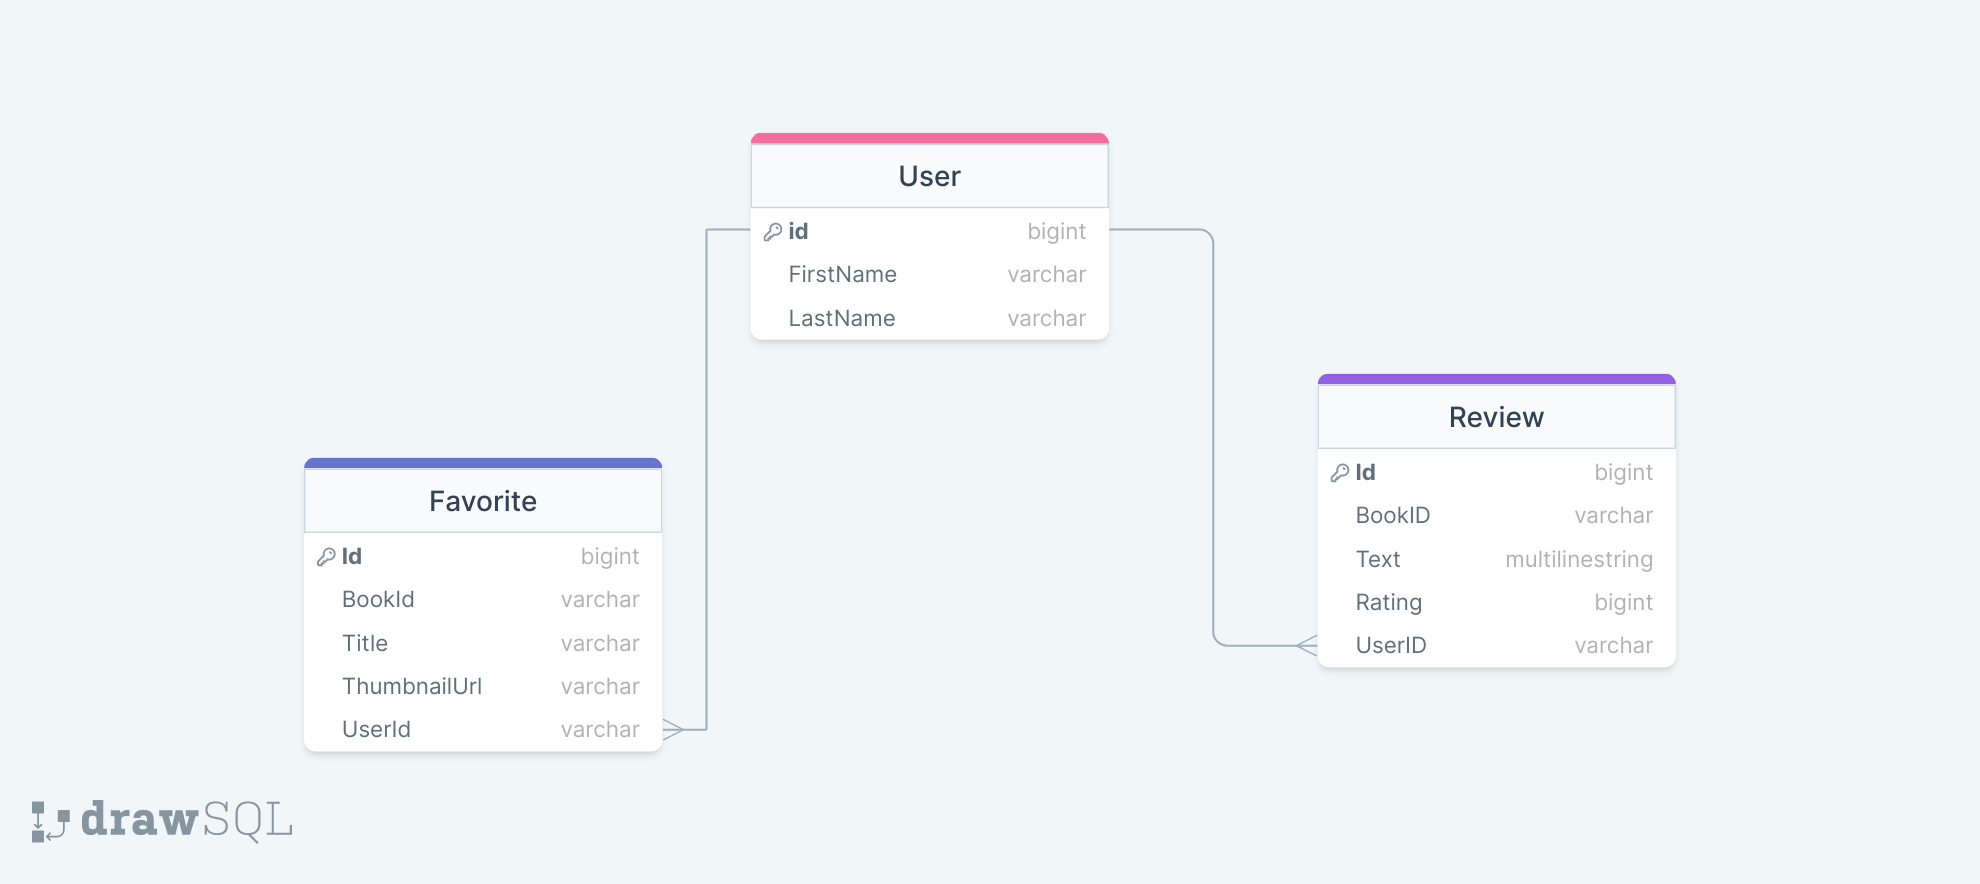 User
id bigint
FirstName varchar
LastName varchar
Review
Id bigint
BookID varchar
Text multilinestring
Rating bigint
UserID varchar
Favorite
Id bigint
BookId varchar
Title varchar
ThumbnailUrl varchar
UserId varchar
drawSQL